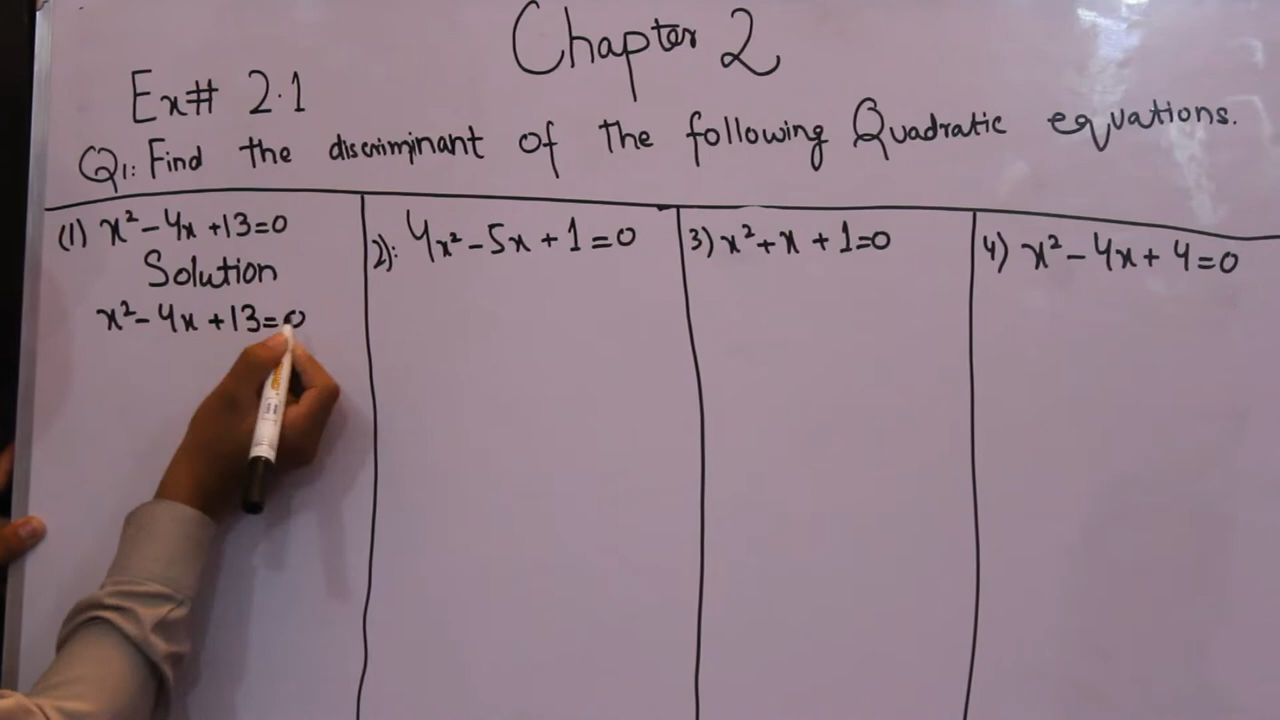 Chapter 2
Ex# 2.1
Q1: Find the discriminant of the following Quadratic equations.
(1) x² - 4x + 13 = 0
Solution
x² - 4x + 13 = 0
2): 4x² - 5x + 1 = 0
3) x² + x + 1 = 0
4) x² - 4x + 4 = 0